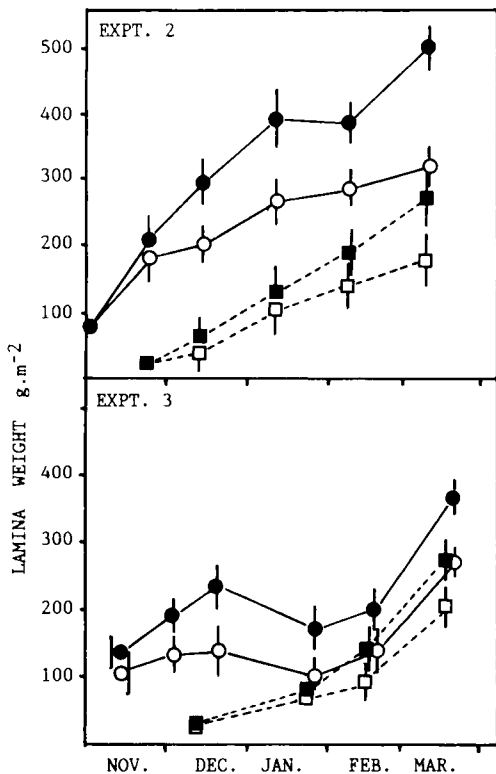 EXPT. 2
500
400
300
200
100
EXPT. 3
400
300
200
100
LAMINA WEIGHT g.m-2
NOV. DEC. JAN. FEB. MAR.